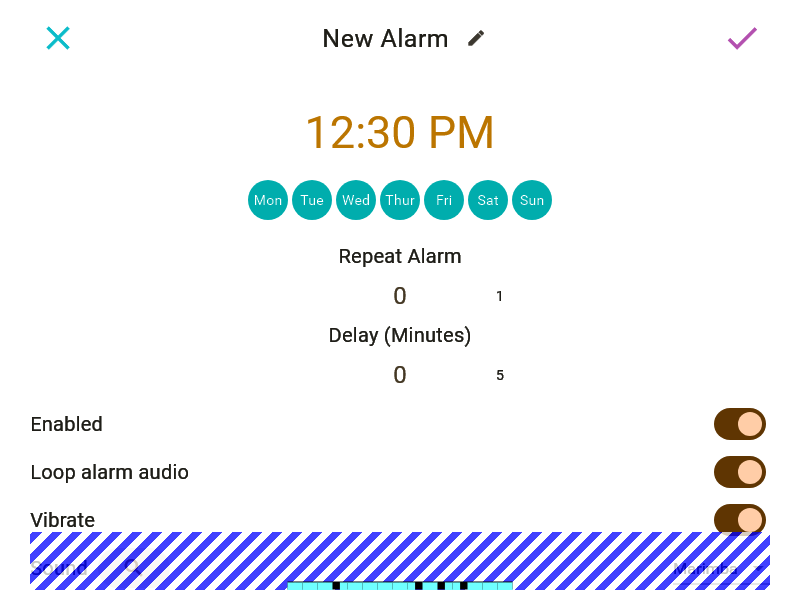 New Alarm
12:30 PM
Mon Tue Wed Thur Fri Sat Sun
Repeat Alarm
0 1
Delay (Minutes)
0 5
Enabled
Loop alarm audio
Vibrate
Sound Marimba